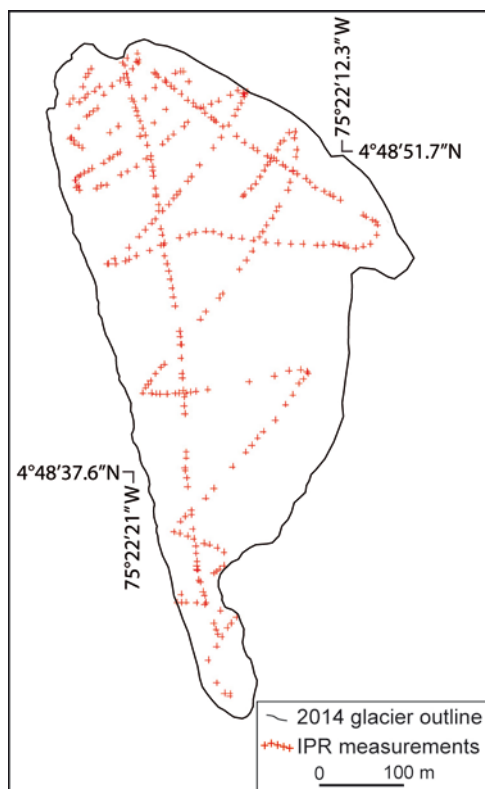 75°22'12.3"W
4°48'51.7"N
4°48'37.6"N
75°22'21"W
2014 glacier outline
IPR measurements
0 100 m